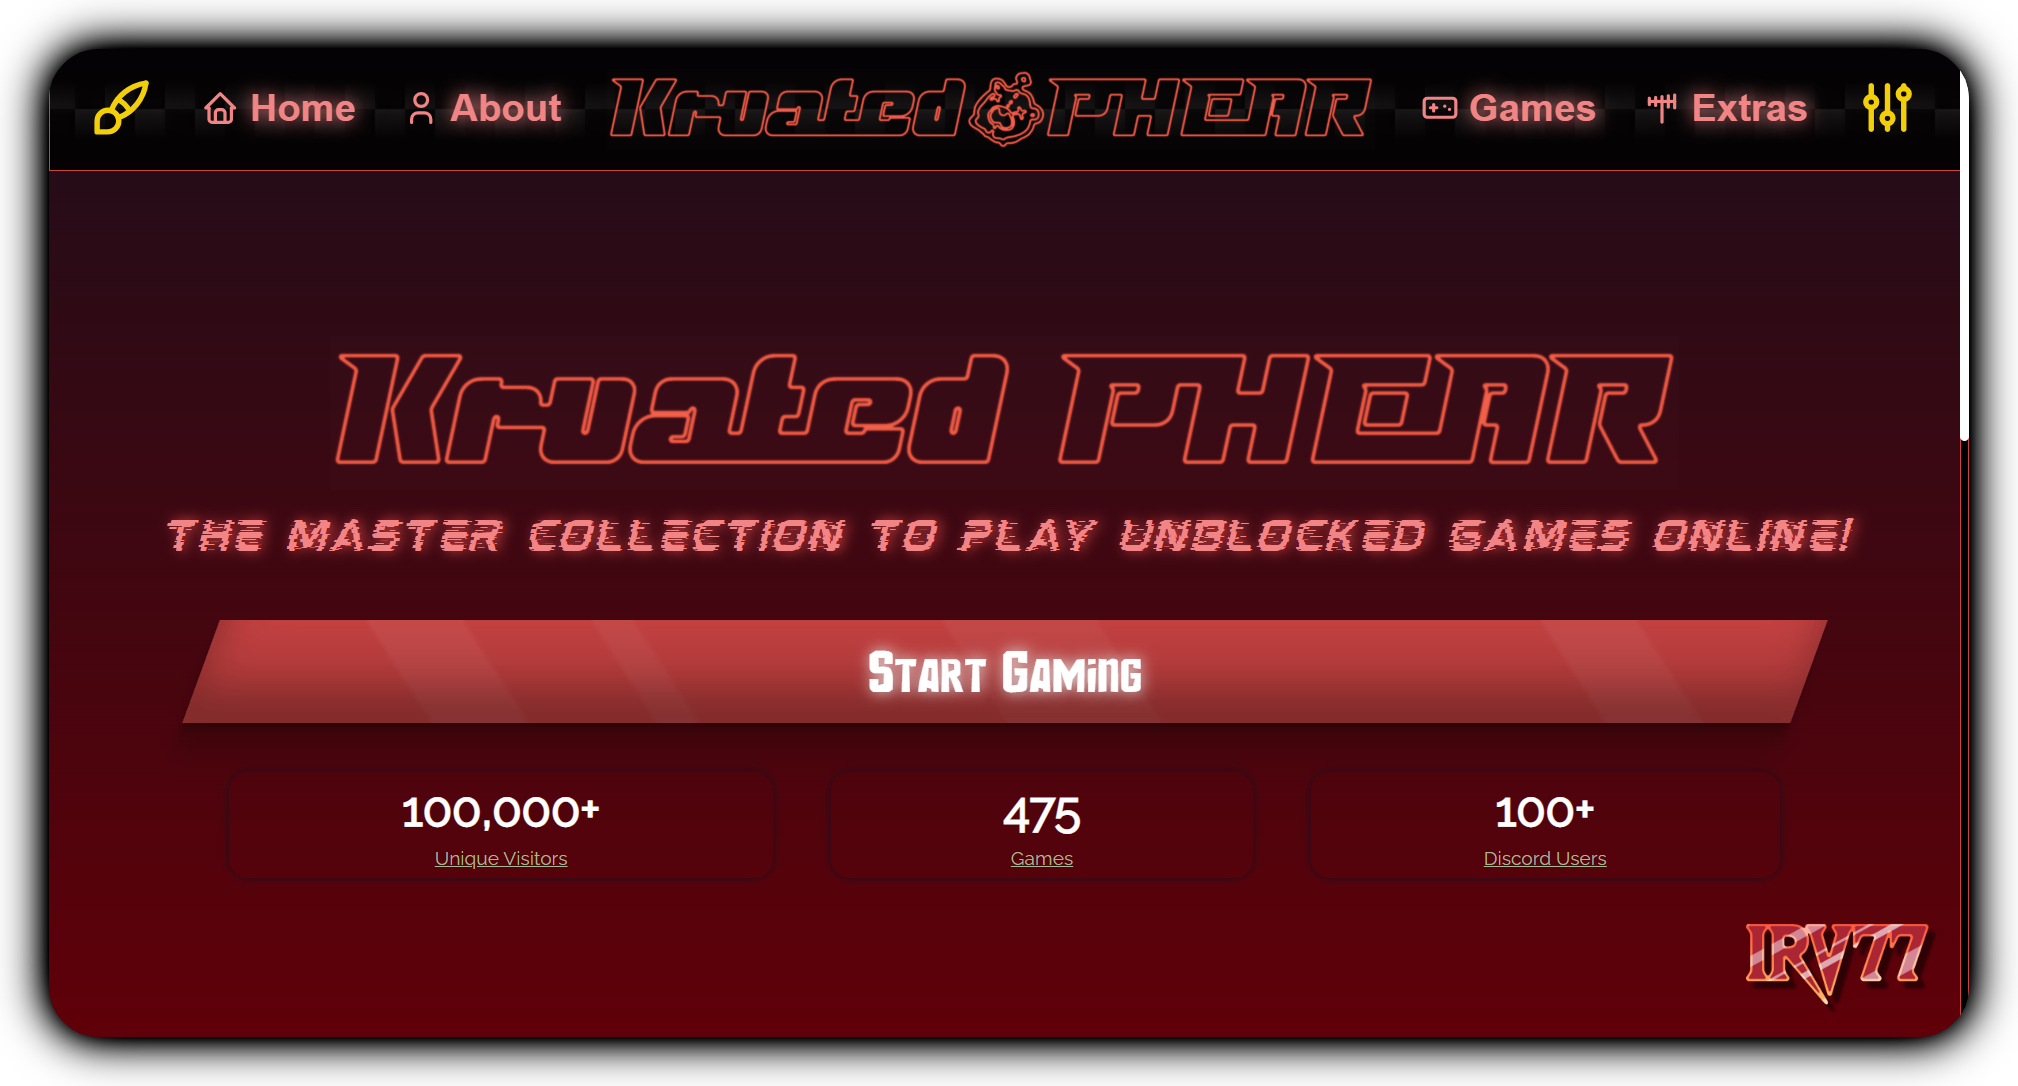 Home
About
Kruated PHEAR
Games
Extras
Kruated PHEAR
THE MASTER COLLECTION TO PLAY UNBLOCKED GAMES ONLINE!
Start Gaming
100,000+
Unique Visitors
475
Games
100+
Discord Users
IRV77